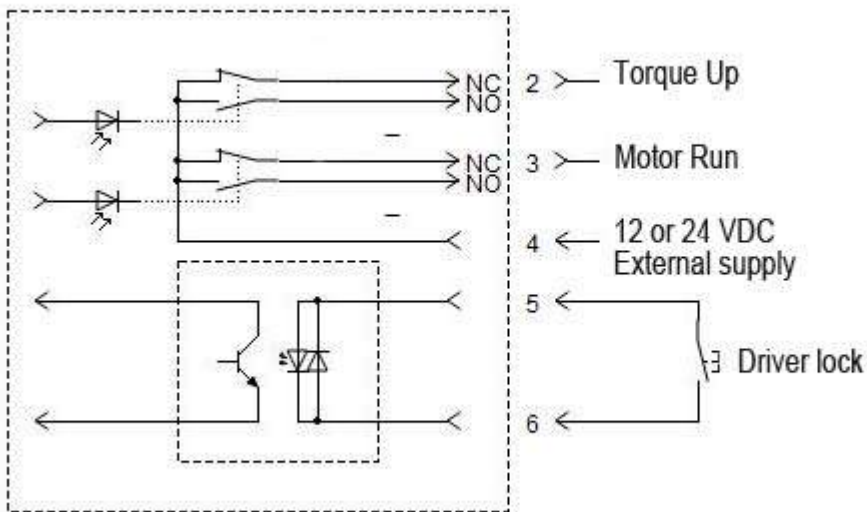 NC 2 Torque Up
NO
NC 3 Motor Run
NO
4 12 or 24 VDC
External supply
5
Driver lock
6